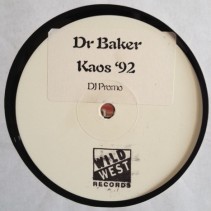 Dr Baker
Kaos '92
DJ Promo
WILD
WEST
RECORDS